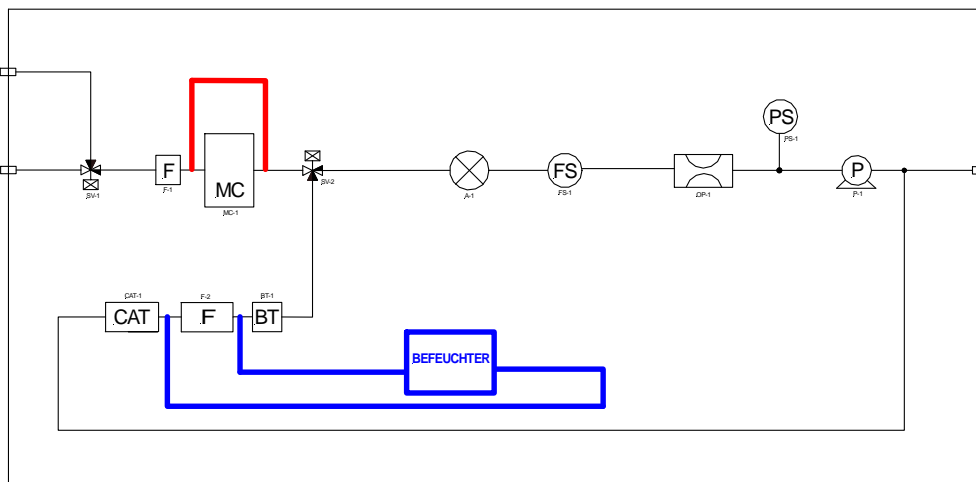 PS
PS-1
F
MC
FS
P
SV-1
F-1
MC-1
SV-2
A-1
FS-1
OP-1
P-1
CAT-1
F-2
BT-1
CAT
F
BT
BEFEUCHTER